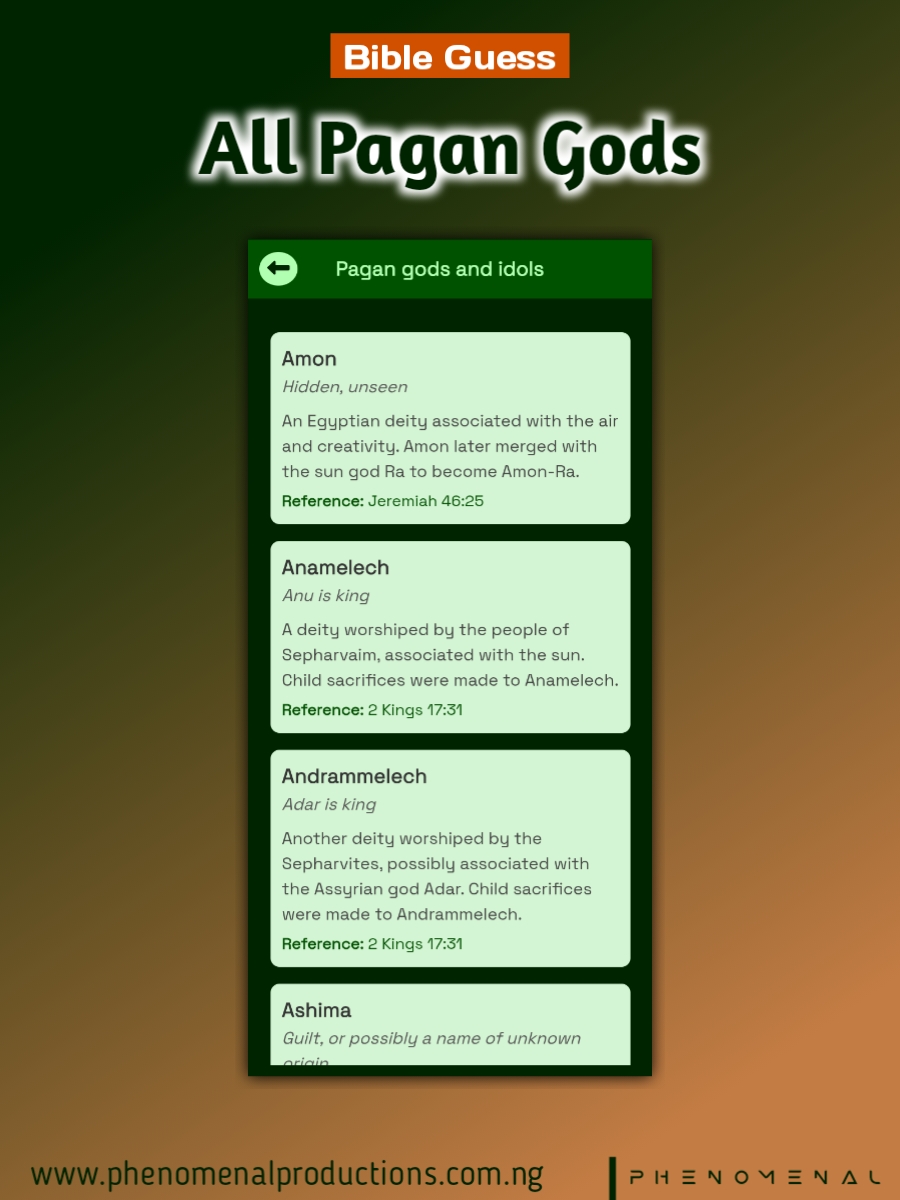 Bible Guess
All Pagan Gods
Pagan gods and idols
Amon
Hidden, unseen
An Egyptian deity associated with the air
and creativity. Amon later merged with
the sun god Ra to become Amon-Ra.
Reference: Jeremiah 46:25
Anamelech
Anu is king
A deity worshiped by the people of
Sepharvaim, associated with the sun.
Child sacrifices were made to Anamelech.
Reference: 2 Kings 17:31
Andrammelech
Adar is king
Another deity worshiped by the
Sepharvites, possibly associated with
the Assyrian god Adar. Child sacrifices
were made to Andrammelech.
Reference: 2 Kings 17:31
Ashima
Guilt, or possibly a name of unknown
origin
www.phenomenalproductions.com.ng
PHENOMENAL